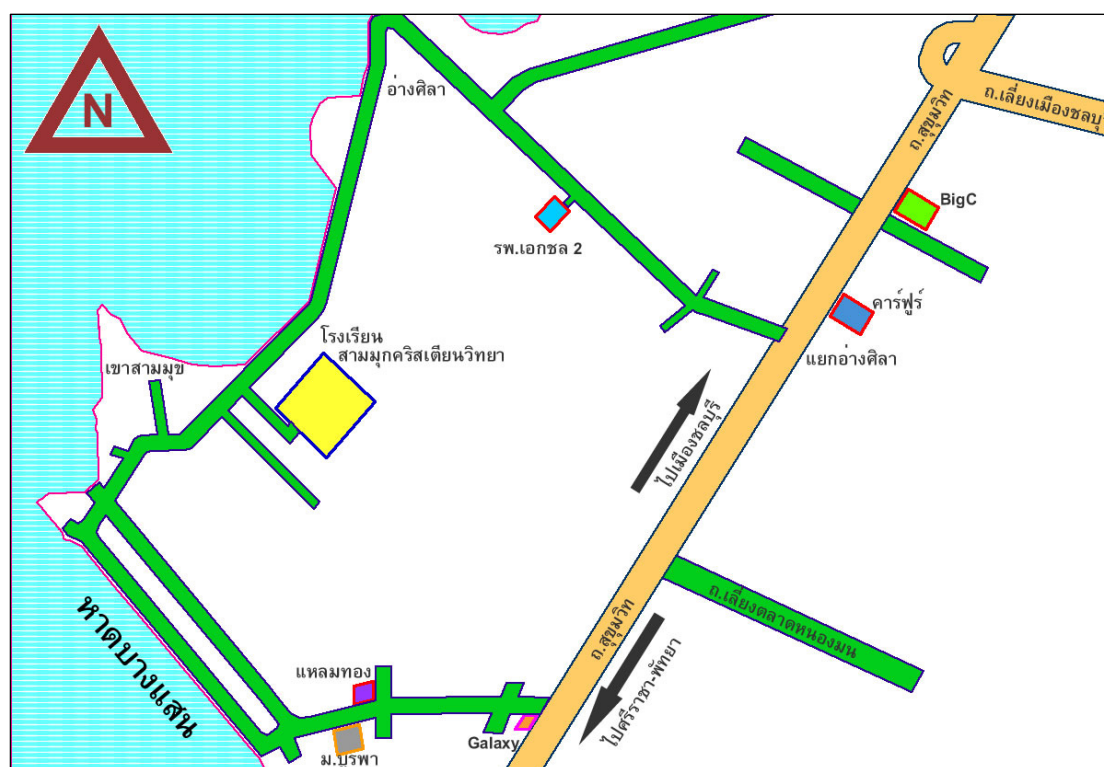 N
อ่างศิลา
ถ.เลี่ยงเมืองชลบุรี
ถ.สุขุมวิท
BigC
รพ.เอกชล 2
คาร์ฟูร์
แยกอ่างศิลา
โรงเรียน
สามมุกคริสเตียนวิทยา
เขาสามมุข
ไปเมืองชลบุรี
ถ.เลี่ยงตลาดหนองมน
ถ.สุขุมวิท
ไปศรีราชา-พัทยา
หาดบางแสน
แหลมทอง
Galaxy
ม.บูรพา